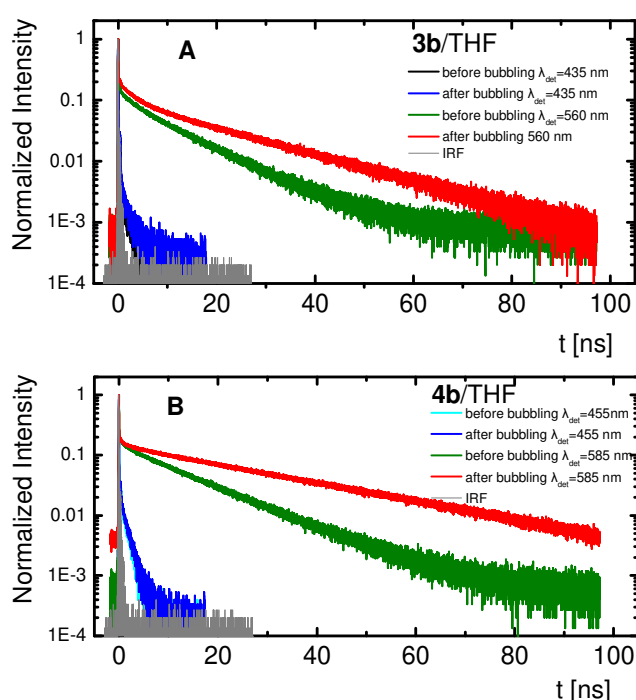 A
3b/THF
before bubbling λdet=435 nm
after bubbling λdet=435 nm
before bubbling λdet=560 nm
after bubbling 560 nm
IRF
Normalized Intensity
1
0.1
0.01
1E-3
1E-4
0 20 40 60 80 100
t [ns]
B
4b/THF
before bubbling λdet=455nm
after bubbling λdet=455 nm
before bubbling λdet=585 nm
after bubbling λdet=585 nm
IRF
Normalized Intensity
1
0.1
0.01
1E-3
1E-4
0 20 40 60 80 100
t [ns]